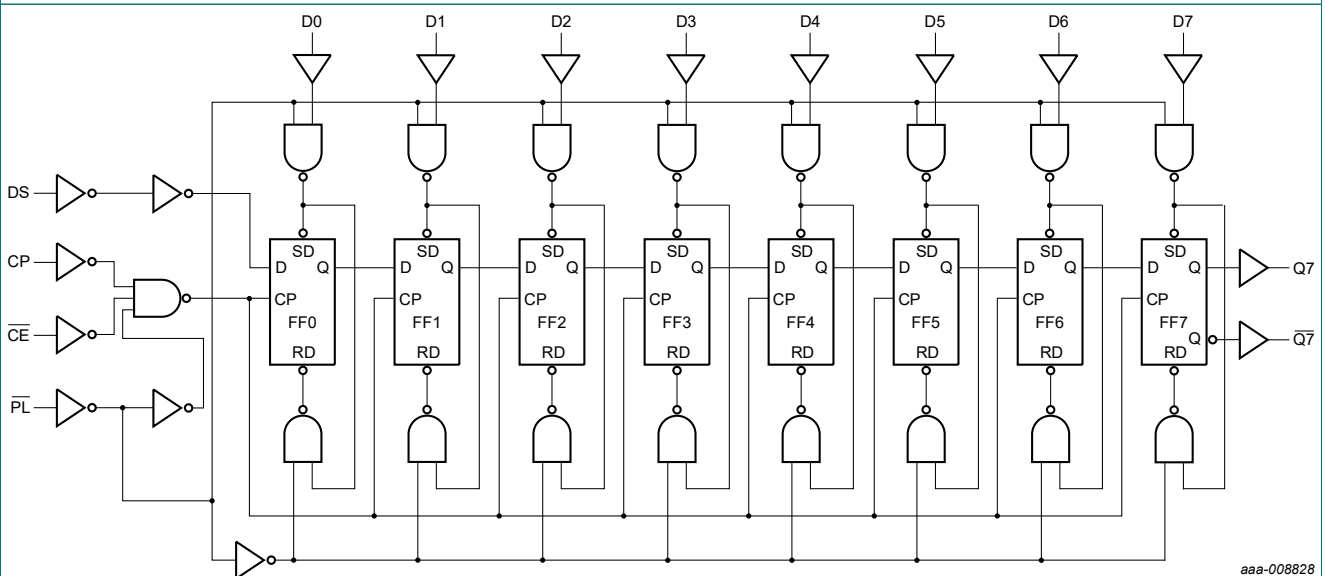 D0 D1 D2 D3 D4 D5 D6 D7
DS
CP
CE
PL
SD SD SD SD SD SD SD SD
D Q D Q D Q D Q D Q D Q D Q D Q
Q7
CP CP CP CP CP CP CP CP
FF0 FF1 FF2 FF3 FF4 FF5 FF6 FF7
Q
Q7
RD RD RD RD RD RD RD RD
aaa-008828